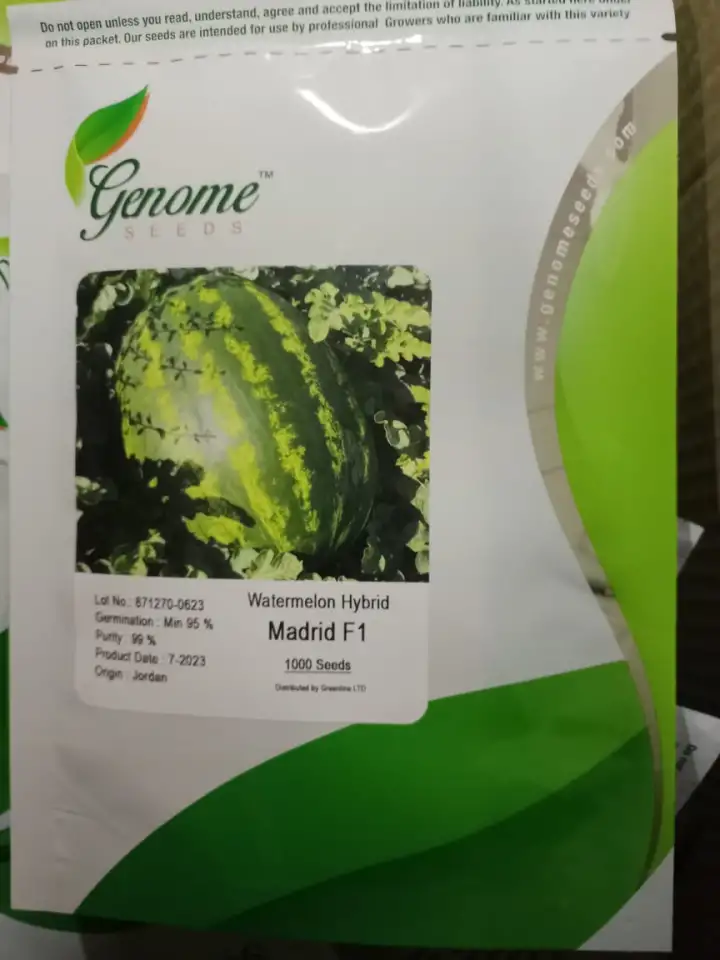 Do not open unless you read, understand, agree and accept the limitation of liability. As started here under
on this packet. Our seeds are intended for use by professional Growers who are familiar with this variety
Genome™
SEEDS
www.genomeseeds.com
Lot No.: 871270-0623
Germination : Min 95 %
Purity : 99 %
Product Date : 7-2023
Origin : Jordan
Watermelon Hybrid
Madrid F1
1000 Seeds
Distributed by Greenline LTD